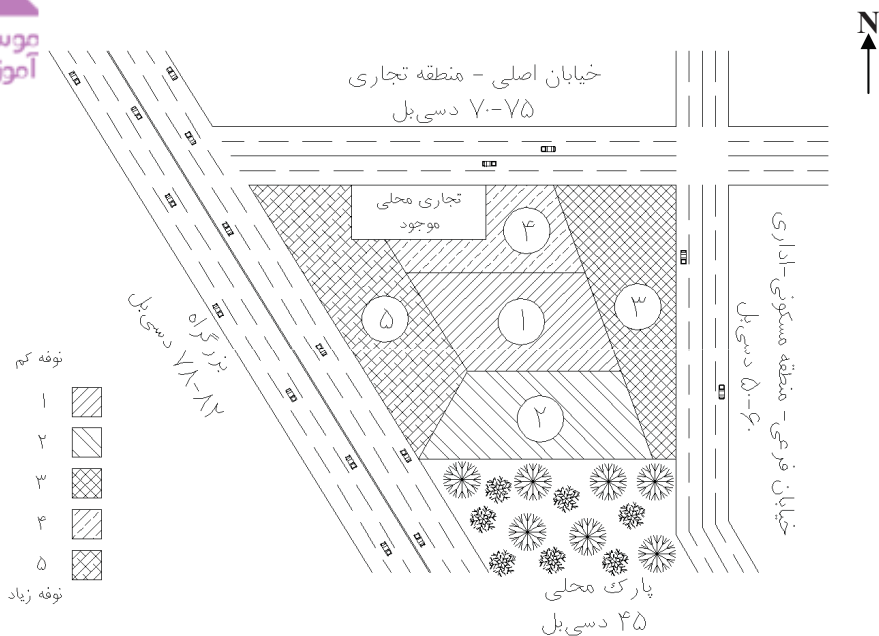 N
خیابان اصلی - منطقه تجاری
۷۰-۷۵ دسی‌بل
تجاری محلی
موجود
۴
۳
۵
۱
۲
بزرگراه
۷۸-۸۲ دسی‌بل
خیابان فرعی - منطقه مسکونی-اداری
۵۰-۶۰ دسی‌بل
نوفه کم
۱
۲
۳
۴
۵
نوفه زیاد
پارک محلی
۴۵ دسی‌بل